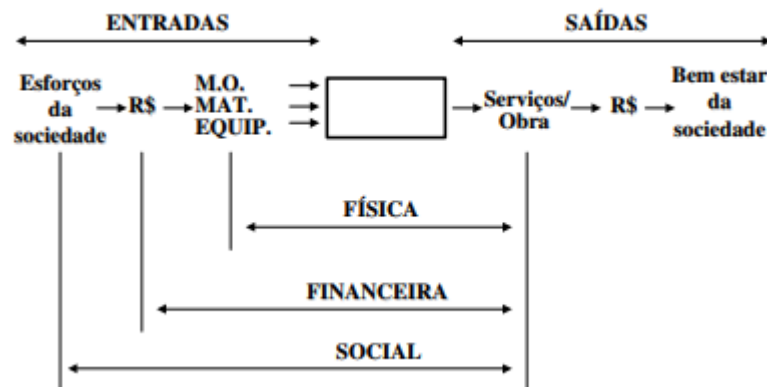 ENTRADAS
SAÍDAS
Esforços
da
sociedade
R$
M.O.
MAT.
EQUIP.
Serviços/
Obra
R$
Bem estar
da
sociedade
FÍSICA
FINANCEIRA
SOCIAL